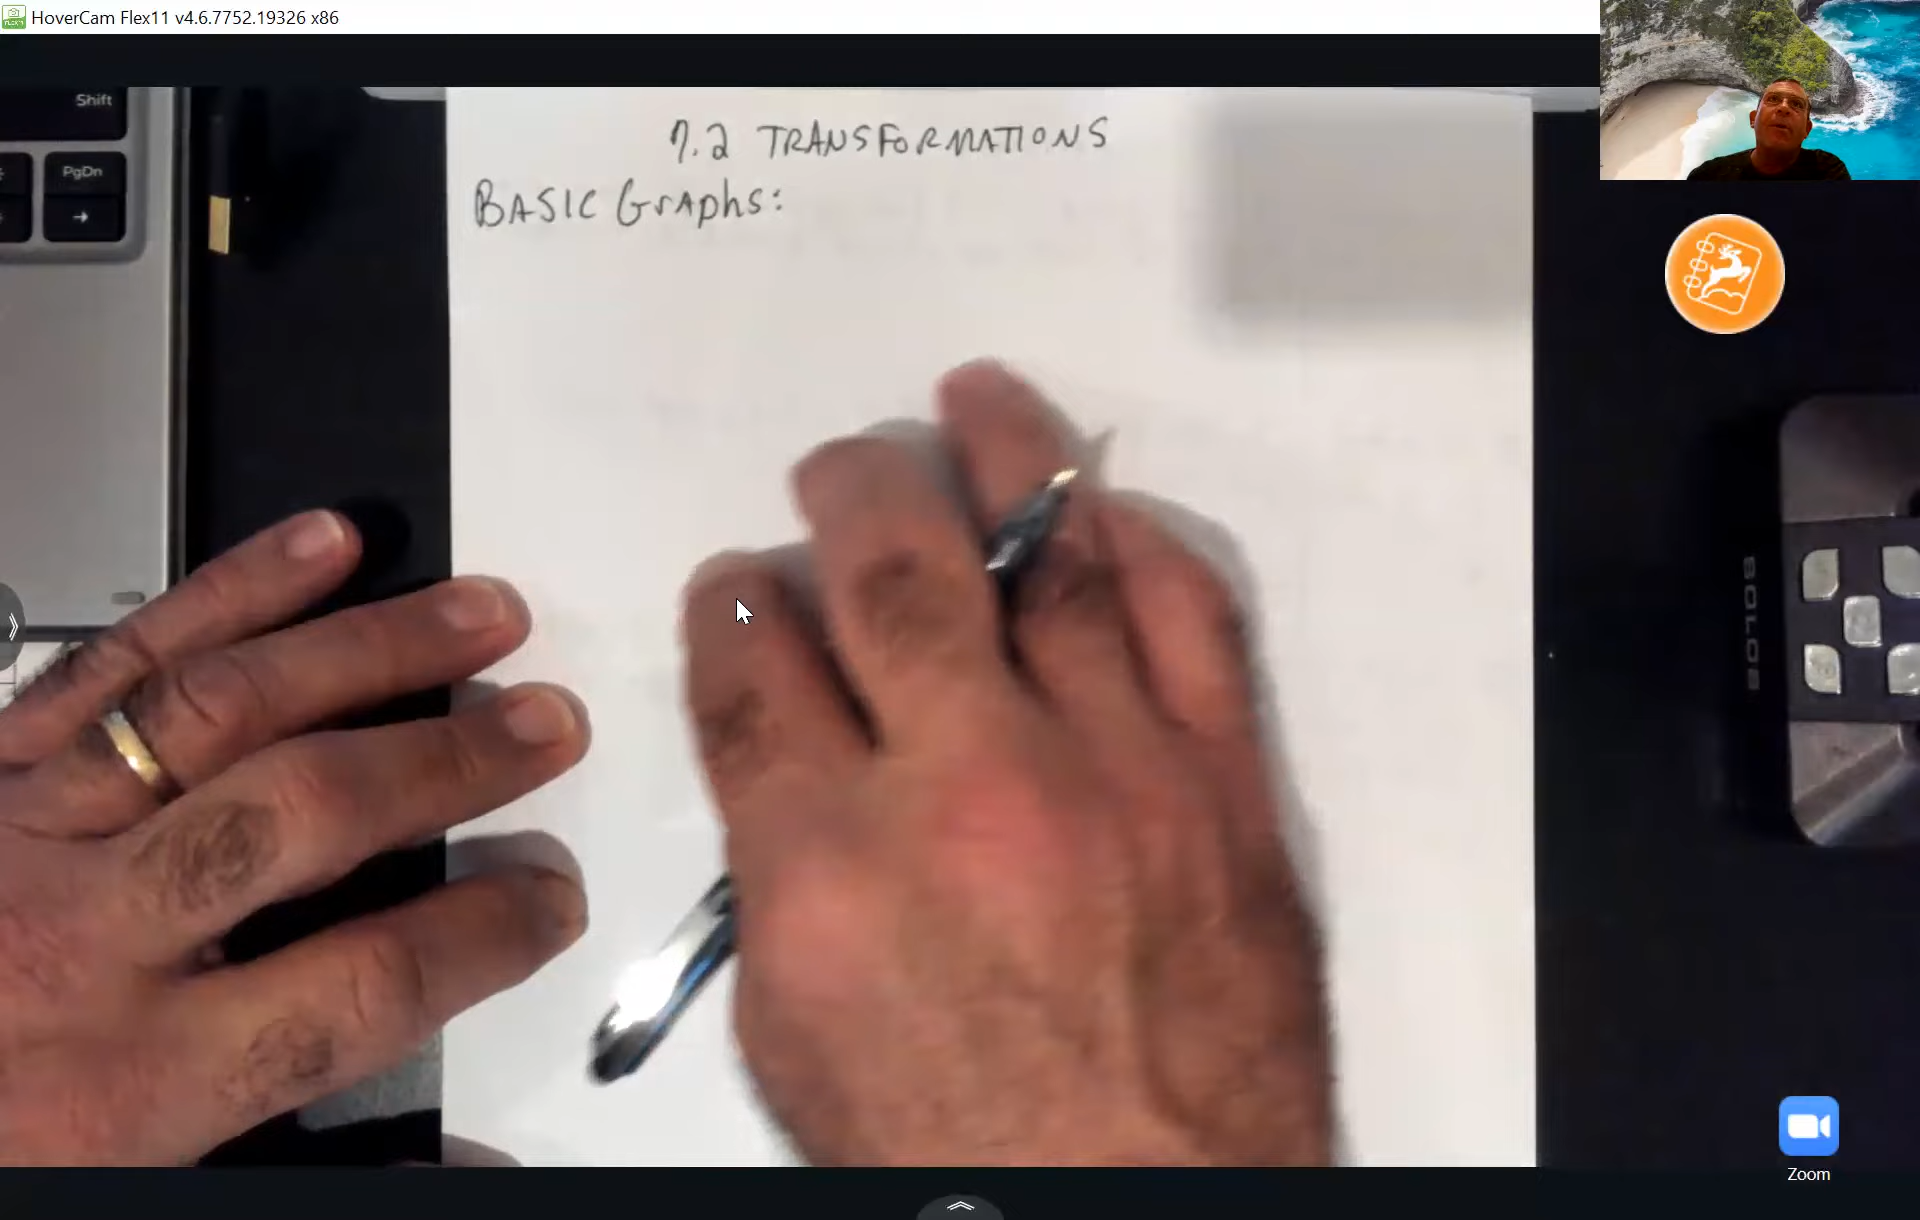 HoverCam Flex11 v4.6.7752.19326 x86
Shift
7.2 TRANSFORMATIONS
PgDn
BASIC GrAphs:
Zoom